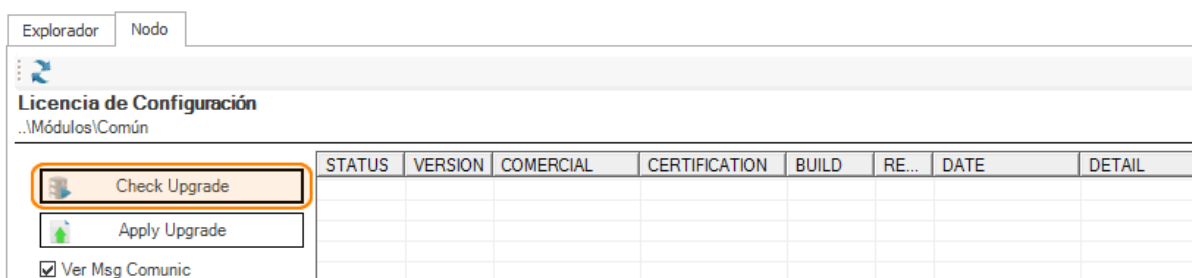 Explorador Nodo
Licencia de Configuración
..\Módulos\Común
STATUS VERSION COMERCIAL CERTIFICATION BUILD RE... DATE DETAIL
Check Upgrade
Apply Upgrade
Ver Msg Comunic